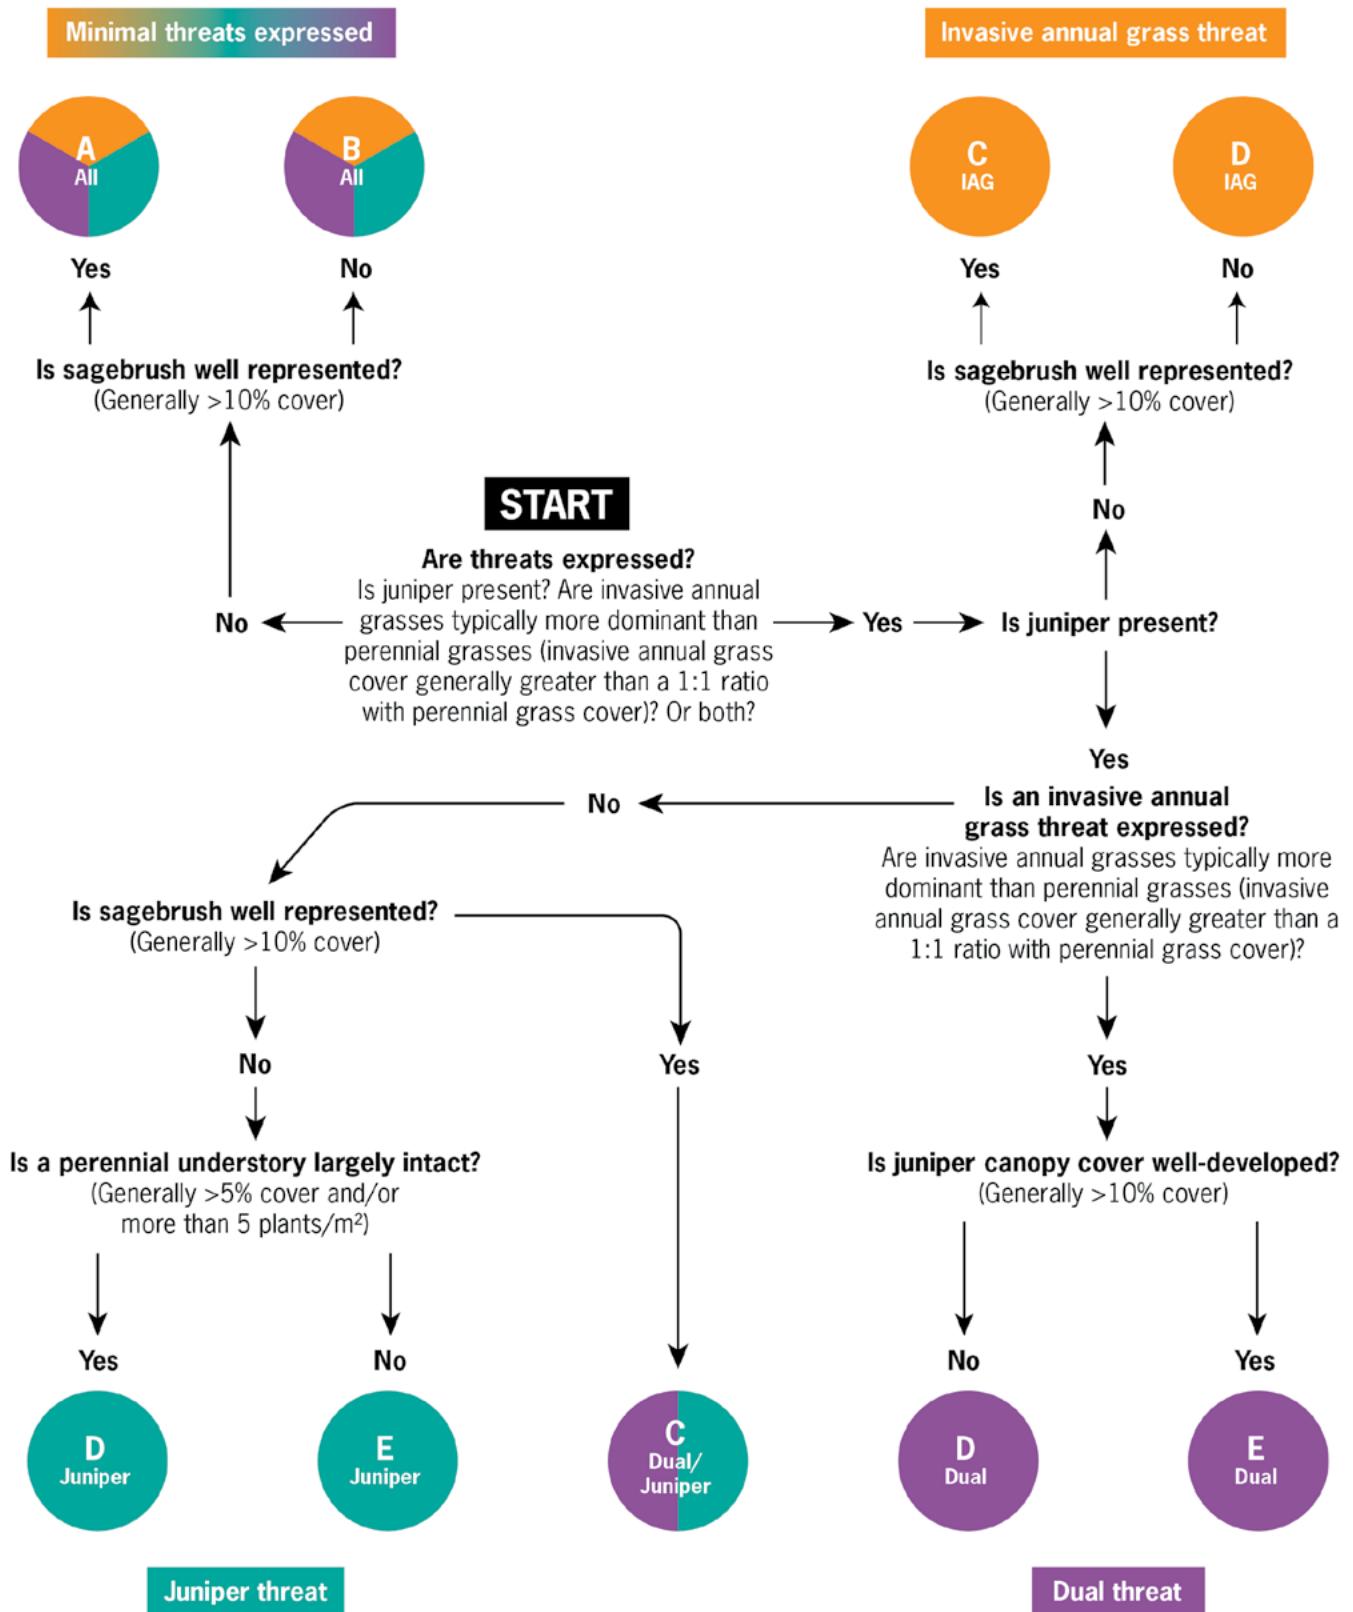 Minimal threats expressed
Invasive annual grass threat
A
All
B
All
C
IAG
D
IAG
Yes
No
Yes
No
Is sagebrush well represented?
(Generally >10% cover)
Is sagebrush well represented?
(Generally >10% cover)
START
No
Are threats expressed?
Is juniper present? Are invasive annual
grasses typically more dominant than
perennial grasses (invasive annual grass
cover generally greater than a 1:1 ratio
with perennial grass cover)? Or both?
No
Yes
Is juniper present?
Yes
Is an invasive annual
grass threat expressed?
Are invasive annual grasses typically more
dominant than perennial grasses (invasive
annual grass cover generally greater than a
1:1 ratio with perennial grass cover)?
No
Is sagebrush well represented?
(Generally >10% cover)
No
Yes
Yes
Is a perennial understory largely intact?
(Generally >5% cover and/or
more than 5 plants/m²)
Is juniper canopy cover well-developed?
(Generally >10% cover)
Yes
No
No
Yes
D
Juniper
E
Juniper
C
Dual/
Juniper
D
Dual
E
Dual
Juniper threat
Dual threat